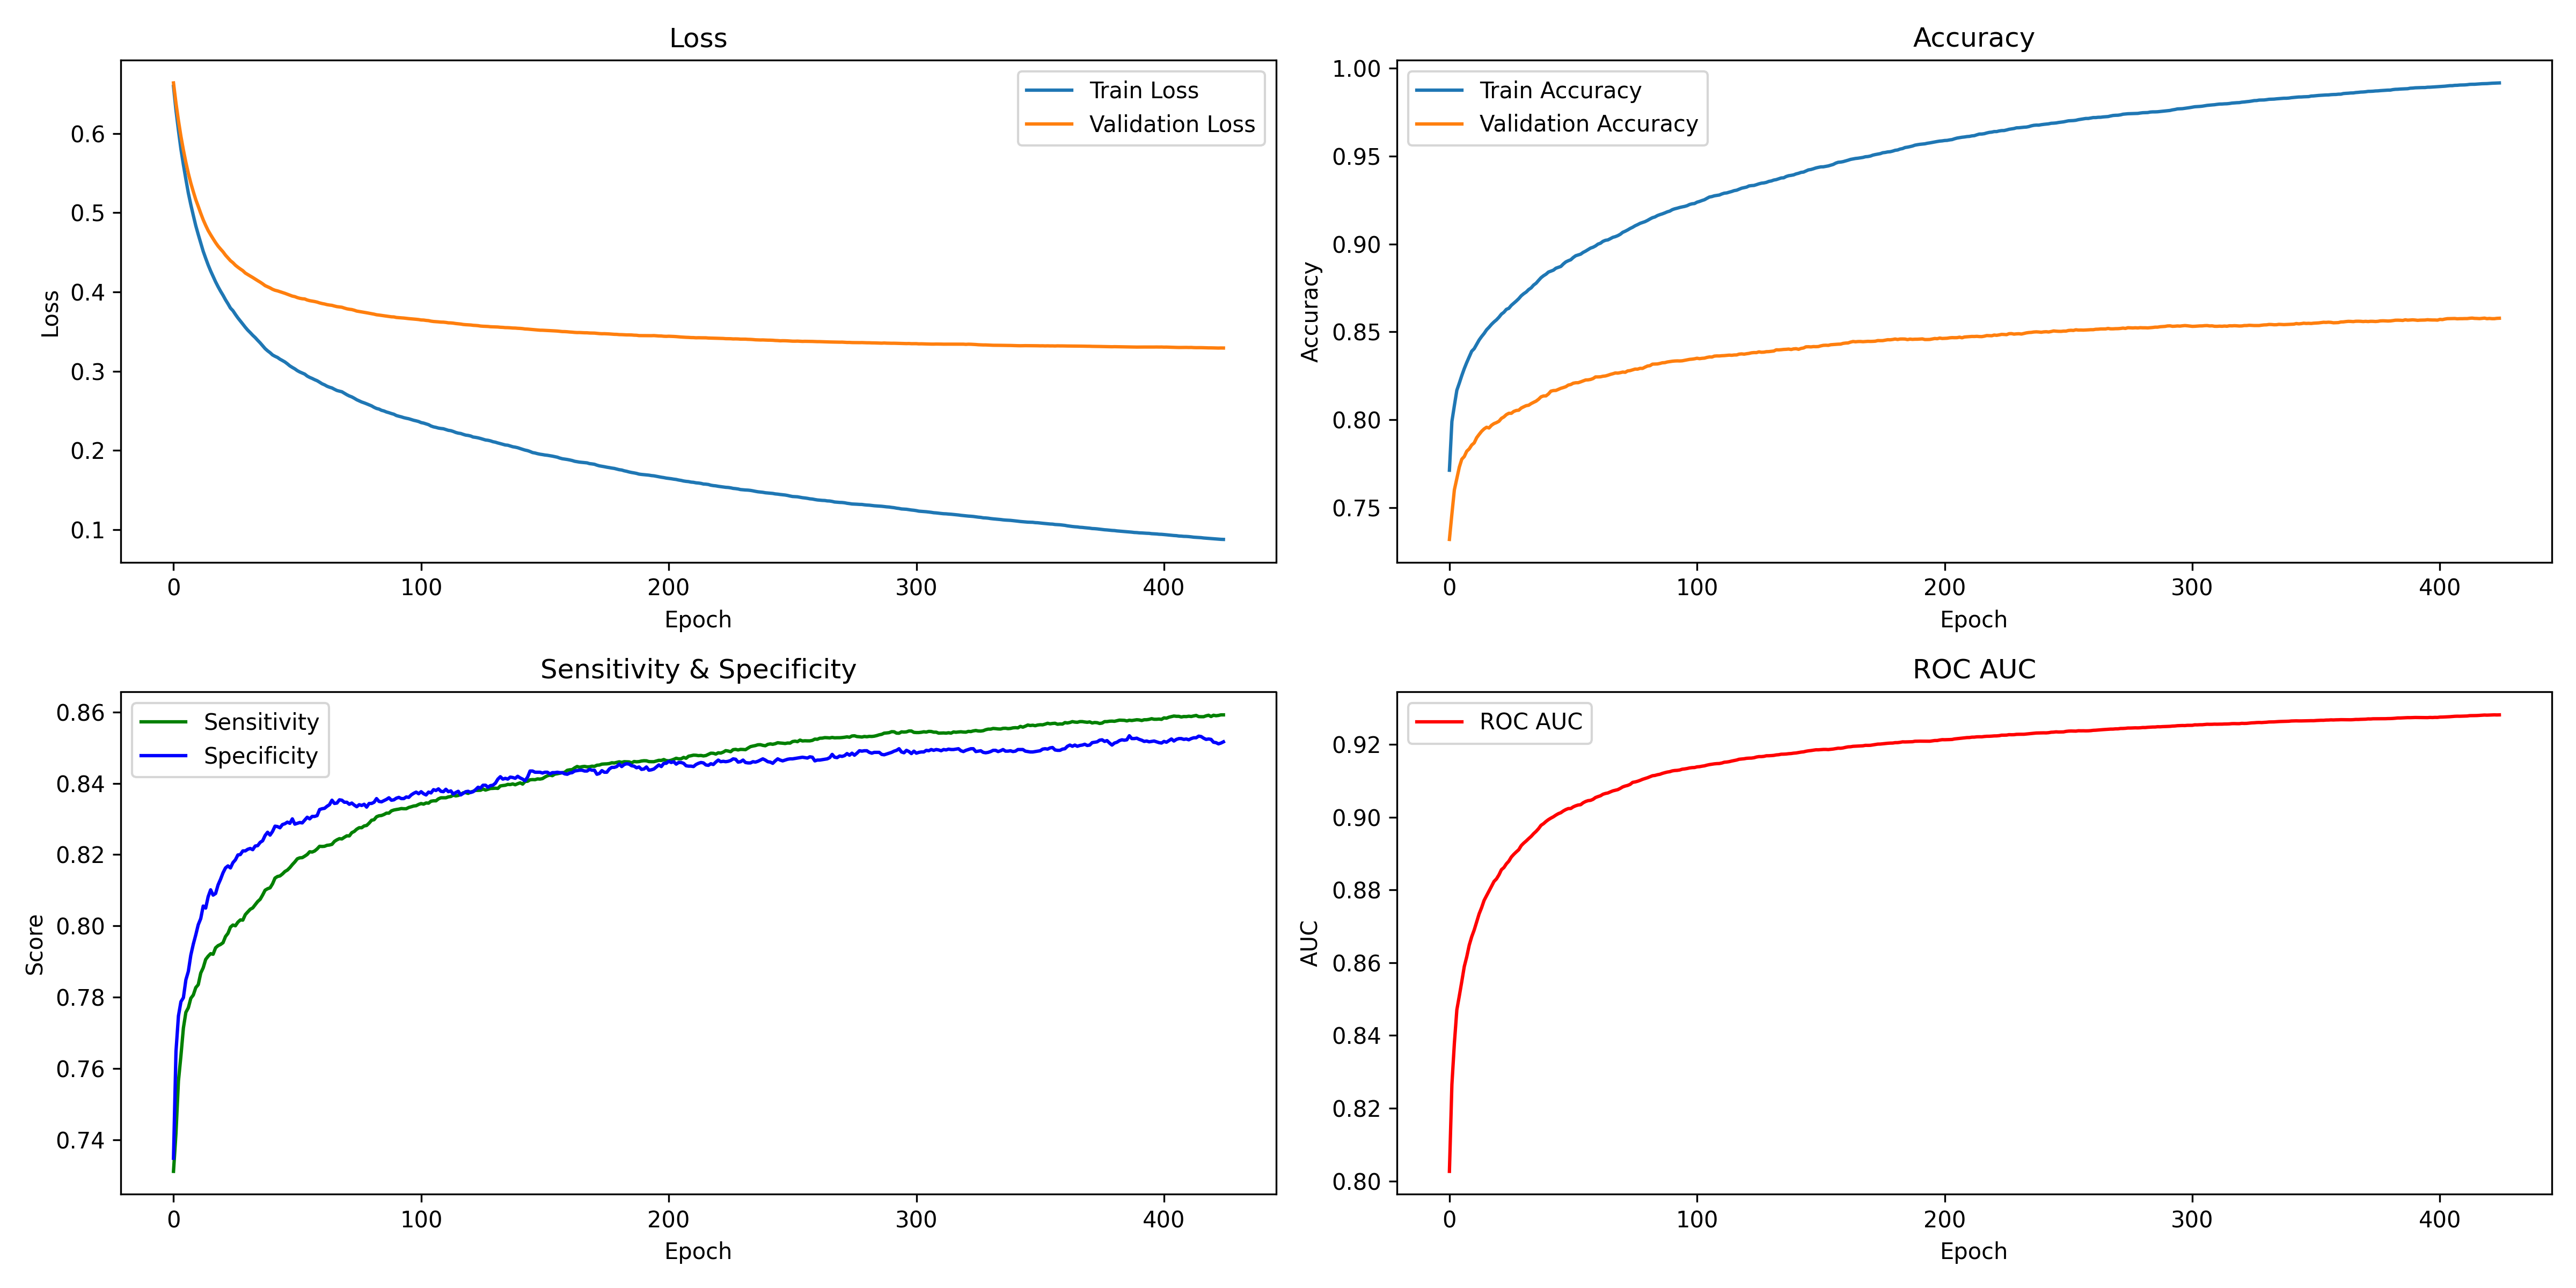 Loss
Train Loss
Validation Loss
Loss
0.6
0.5
0.4
0.3
0.2
0.1
0 100 200 300 400
Epoch
Accuracy
Train Accuracy
Validation Accuracy
Accuracy
1.00
0.95
0.90
0.85
0.80
0.75
0 100 200 300 400
Epoch
Sensitivity & Specificity
Sensitivity
Specificity
Score
0.86
0.84
0.82
0.80
0.78
0.76
0.74
0 100 200 300 400
Epoch
ROC AUC
ROC AUC
AUC
0.92
0.90
0.88
0.86
0.84
0.82
0.80
0 100 200 300 400
Epoch